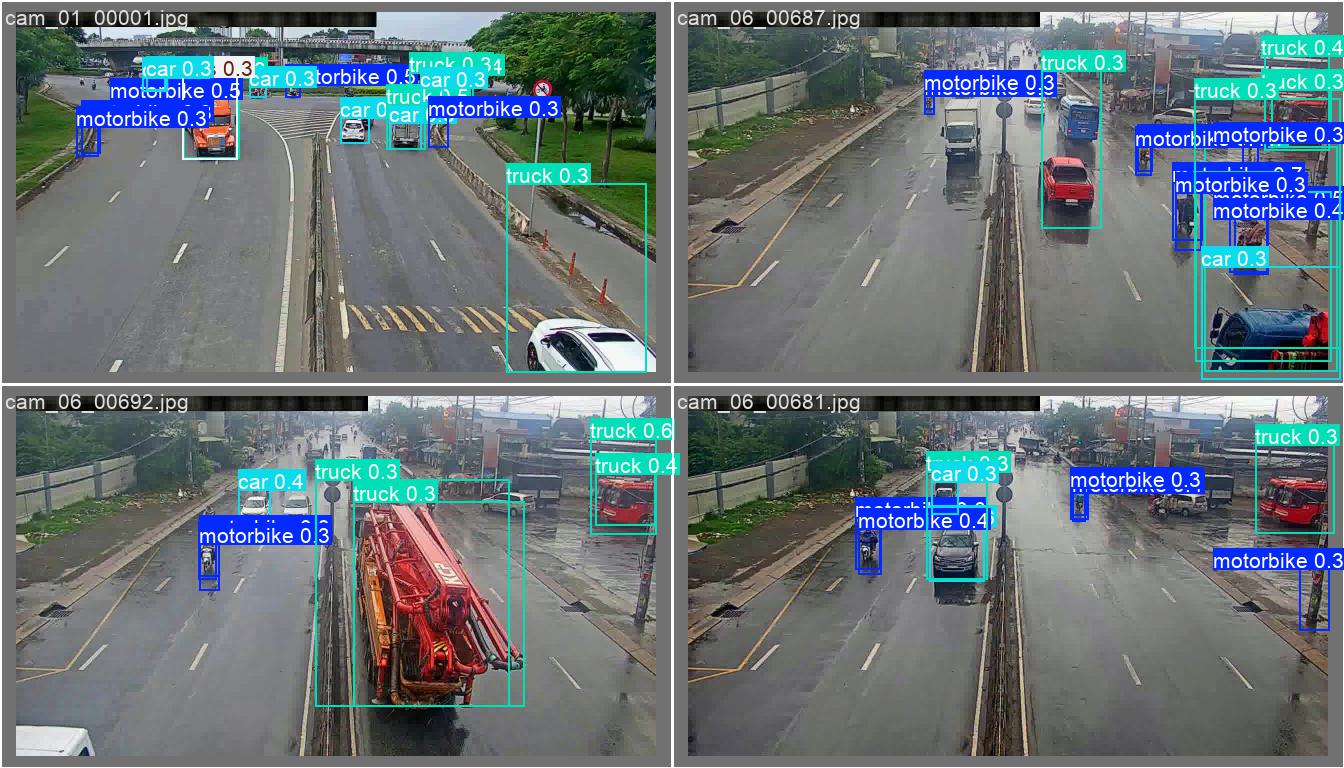 cam_01_00001.jpg
car 0.3
0.3
car 0.3
motorbike 0.5
truck 0.34
car 0.3
motorbike 0.5
truck
car 0
car
motorbike 0.3
motorbike 0.3
truck 0.3
cam_06_00687.jpg
truck 0.4
motorbike 0.3
truck 0.3
truck 0.3
motorbike 0.3
motorbike 0.3
motorbike 0.4
car 0.3
cam_06_00692.jpg
truck 0.6
truck 0.4
truck 0.3
car 0.4
truck 0.3
motorbike 0.3
cam_06_00681.jpg
truck 0.3
car 0.3
motorbike 0.3
motorbike 0.4
motorbike 0.3